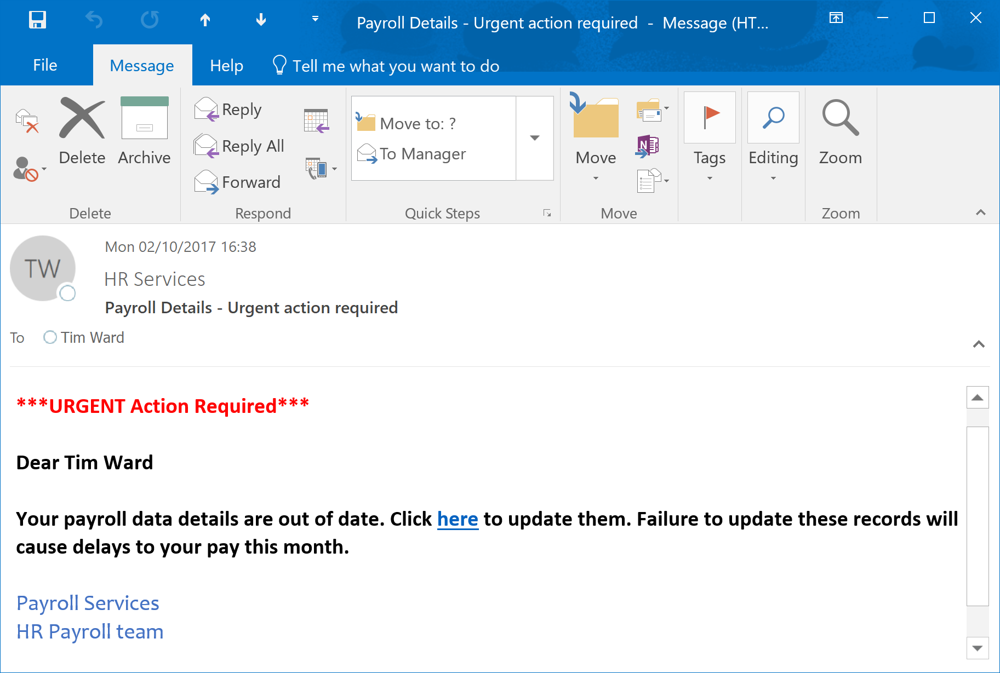 Payroll Details - Urgent action required - Message (HT...
File Message Help Tell me what you want to do
Delete
Archive
Delete
Reply
Reply All
Forward
Respond
Move to: ?
To Manager
Quick Steps
Move
N
Move
Tags
Editing
Zoom
Zoom
TW
Mon 02/10/2017 16:38
HR Services
Payroll Details - Urgent action required
To Tim Ward
***URGENT Action Required***
Dear Tim Ward
Your payroll data details are out of date. Click here to update them. Failure to update these records will
cause delays to your pay this month.
Payroll Services
HR Payroll team